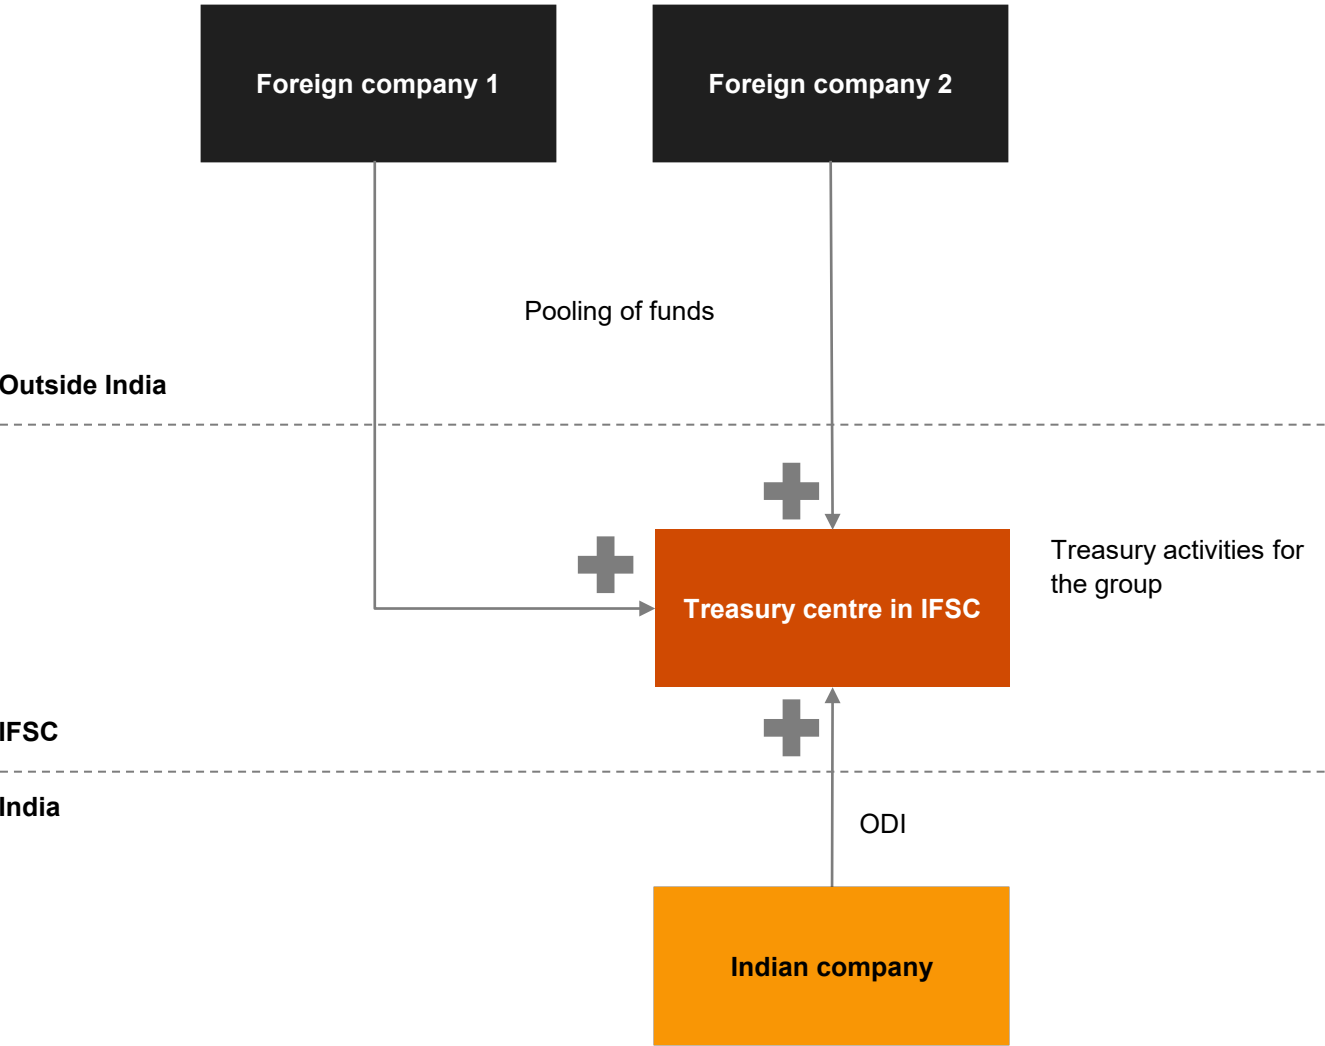 Foreign company 1
Foreign company 2
Pooling of funds
Outside India
Treasury activities for
the group
Treasury centre in IFSC
IFSC
India
ODI
Indian company